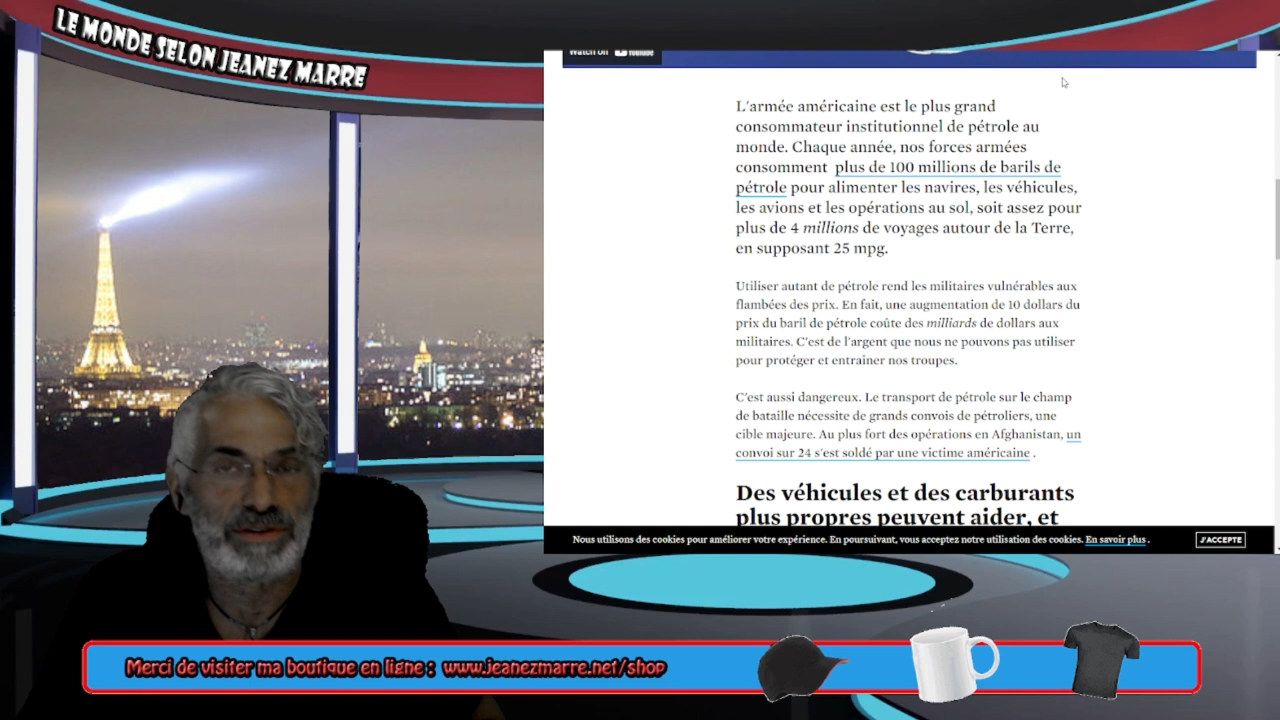 LE MONDE SELON JEANEZ MARRE
Watch on YouTube
L'armée américaine est le plus grand
consommateur institutionnel de pétrole au
monde. Chaque année, nos forces armées
consomment plus de 100 millions de barils de
pétrole pour alimenter les navires, les véhicules,
les avions et les opérations au sol, soit assez pour
plus de 4 millions de voyages autour de la Terre,
en supposant 25 mpg.
Utiliser autant de pétrole rend les militaires vulnérables aux
flambées des prix. En fait, une augmentation de 10 dollars du
prix du baril de pétrole coûte des milliards de dollars aux
militaires. C'est de l'argent que nous ne pouvons pas utiliser
pour protéger et entraîner nos troupes.
C'est aussi dangereux. Le transport de pétrole sur le champ
de bataille nécessite de grands convois de pétroliers, une
cible majeure. Au plus fort des opérations en Afghanistan, un
convoi sur 24 s'est soldé par une victime américaine .
Des véhicules et des carburants
plus propres peuvent aider, et
Nous utilisons des cookies pour améliorer votre expérience. En poursuivant, vous acceptez notre utilisation des cookies. En savoir plus .
J'ACCEPTE
Merci de visiter ma boutique en ligne : www.jeanezmarre.net/shop